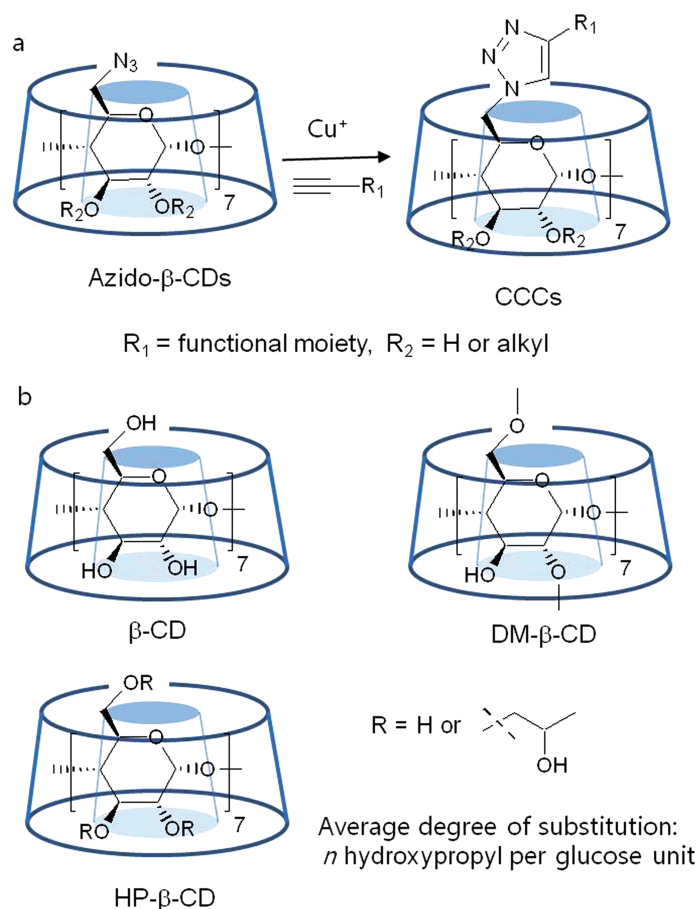 a
N₃
O
O
R₂O
OR₂
7
Azido-β-CDs
Cu⁺
R₁
N
N
N
R₁
O
O
R₂O
OR₂
7
CCCs
R₁ = functional moiety, R₂ = H or alkyl
b
OH
O
O
HO
OH
7
β-CD
O
O
O
HO
O
7
DM-β-CD
OR
O
O
RO
OR
7
HP-β-CD
R = H or
OH
Average degree of substitution:
n hydroxypropyl per glucose unit